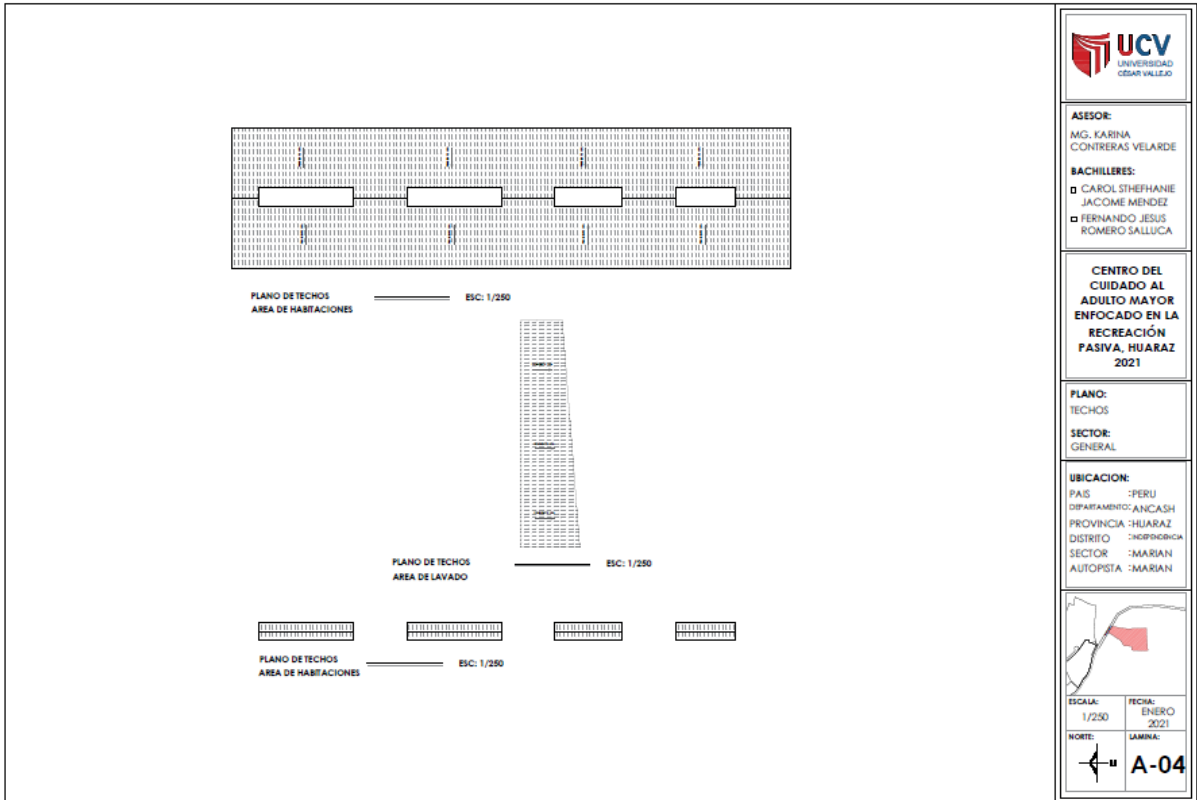 PLANO DE TECHOS
AREA DE HABITACIONES
ESC: 1/250
PLANO DE TECHOS
AREA DE LAVADO
ESC: 1/250
PLANO DE TECHOS
AREA DE HABITACIONES
ESC: 1/250
UCV
UNIVERSIDAD
CÉSAR VALLEJO
ASESOR:
MG. KARINA
CONTRERAS VELARDE
BACHILLERES:
CAROL STHEFHANIE
JACOME MENDEZ
FERNANDO JESUS
ROMERO SALLUCA
CENTRO DEL
CUIDADO AL
ADULTO MAYOR
ENFOCADO EN LA
RECREACIÓN
PASIVA, HUARAZ
2021
PLANO:
TECHOS
SECTOR:
GENERAL
UBICACION:
PAIS :PERU
DEPARTAMENTO: ANCASH
PROVINCIA :HUARAZ
DISTRITO :INDEPENDENCIA
SECTOR :MARIAN
AUTOPISTA :MARIAN
ESCALA:
1/250
FECHA:
ENERO
2021
NORTE:
LAMINA:
A-04